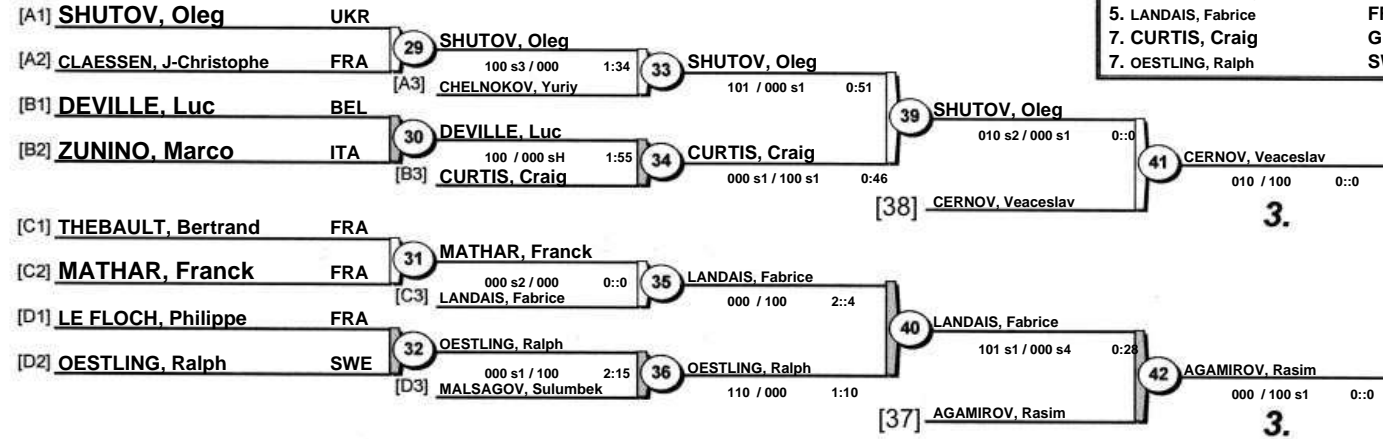 [A1] SHUTOV, Oleg UKR
[A2] CLAESSEN, J-Christophe FRA
[B1] DEVILLE, Luc BEL
[B2] ZUNINO, Marco ITA
[C1] THEBAULT, Bertrand FRA
[C2] MATHAR, Franck FRA
[D1] LE FLOCH, Philippe FRA
[D2] OESTLING, Ralph SWE
29
SHUTOV, Oleg
100 s3 / 000 1:34
[A3] CHELNOKOV, Yuriy
30
DEVILLE, Luc
100 / 000 sH 1:55
[B3] CURTIS, Craig
31
MATHAR, Franck
000 s2 / 000 0::0
[C3] LANDAIS, Fabrice
32
OESTLING, Ralph
000 s1 / 100 2:15
[D3] MALSAGOV, Sulumbek
33
SHUTOV, Oleg
101 / 000 s1 0:51
34
CURTIS, Craig
000 s1 / 100 s1 0:46
35
LANDAIS, Fabrice
000 / 100 2::4
36
OESTLING, Ralph
110 / 000 1:10
39
SHUTOV, Oleg
010 s2 / 000 s1 0::0
[38] CERNOV, Veaceslav
40
LANDAIS, Fabrice
101 s1 / 000 s4 0:28
[37] AGAMIROV, Rasim
41
CERNOV, Veaceslav
010 / 100 0::0
3.
42
AGAMIROV, Rasim
000 / 100 s1 0::0
3.
5. LANDAIS, Fabrice
7. CURTIS, Craig
7. OESTLING, Ralph